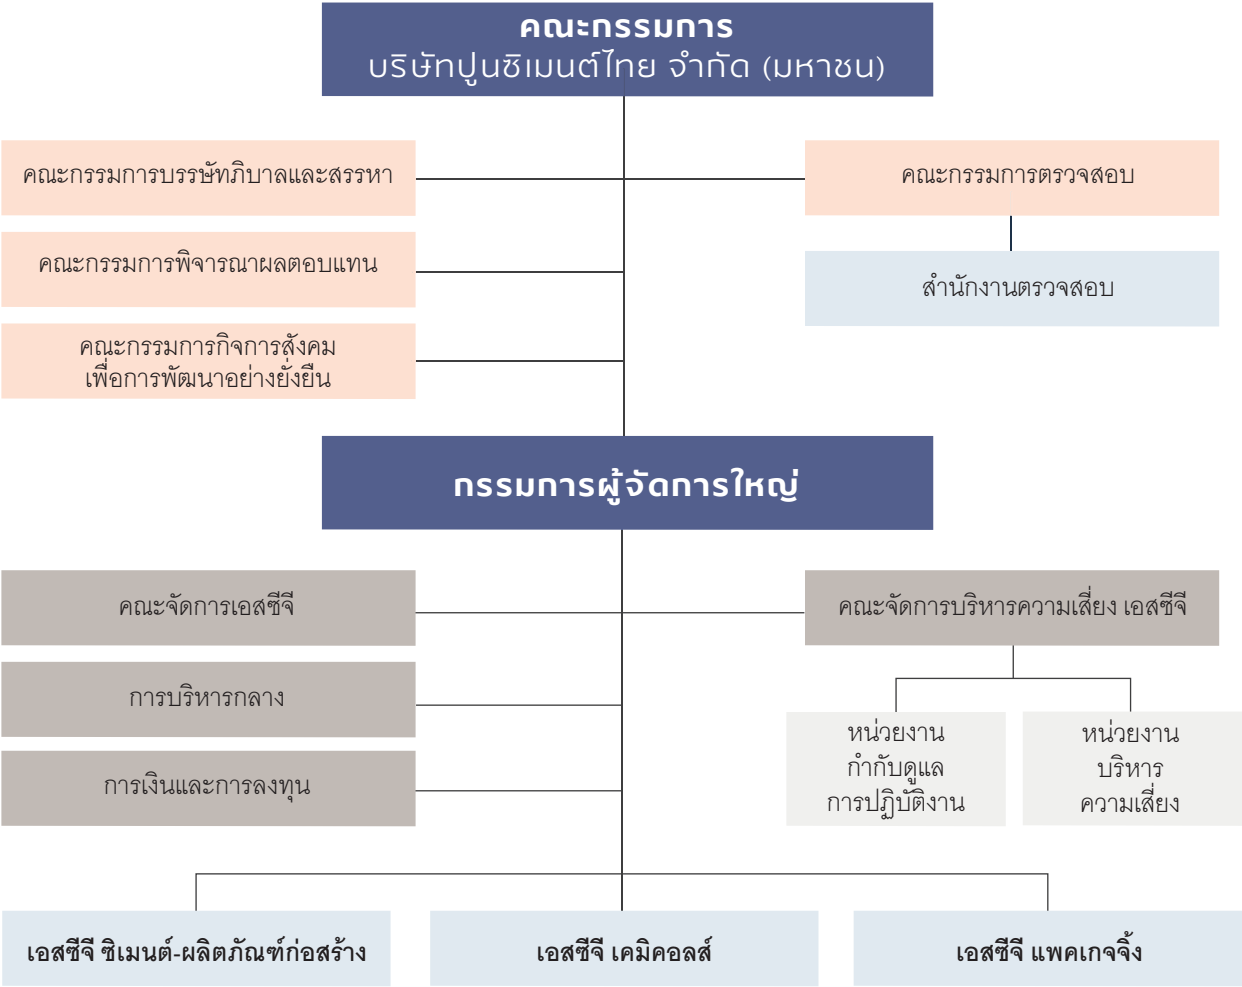 คณะกรรมการ
บริษัทปูนซิเมนต์ไทย จำกัด (มหาชน)
คณะกรรมการบรรษัทภิบาลและสรรหา
คณะกรรมการตรวจสอบ
คณะกรรมการพิจารณาผลตอบแทน
สำนักงานตรวจสอบ
คณะกรรมการกิจการสังคม
เพื่อการพัฒนาอย่างยั่งยืน
กรรมการผู้จัดการใหญ่
คณะจัดการเอสซีจี
คณะจัดการบริหารความเสี่ยง เอสซีจี
การบริหารกลาง
การเงินและการลงทุน
หน่วยงาน
กำกับดูแล
การปฏิบัติงาน
หน่วยงาน
บริหาร
ความเสี่ยง
เอสซีจี ซิเมนต์-ผลิตภัณฑ์ก่อสร้าง
เอสซีจี เคมิคอลส์
เอสซีจี แพคเกจจิ้ง